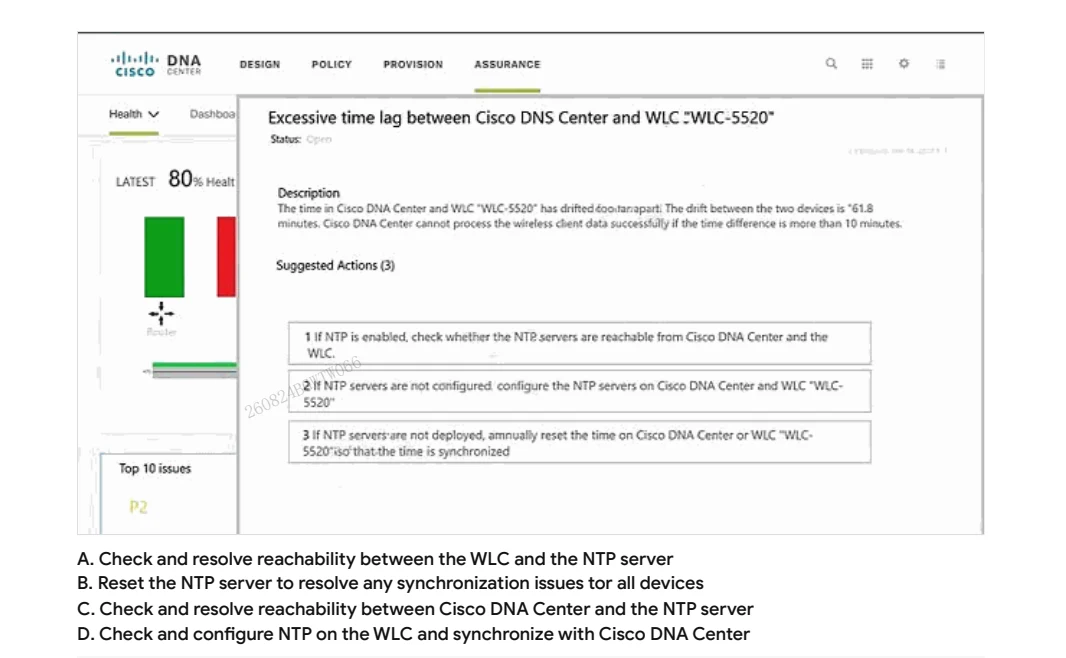 CISCO DNA CENTER DESIGN POLICY PROVISION ASSURANCE
Health Dashboa
Excessive time lag between Cisco DNS Center and WLC "WLC-5520"
Status: Open
LATEST 80% Healt
Description
The time in Cisco DNA Center and WLC "WLC-5520" has drifted apart. The drift between the two devices is "61.8
minutes. Cisco DNA Center cannot process the wireless client data successfully if the time difference is more than 10 minutes.
Suggested Actions (3)
Router
1 If NTP is enabled, check whether the NTP servers are reachable from Cisco DNA Center and the
WLC.
2 If NTP servers are not configured. configure the NTP servers on Cisco DNA Center and WLC "WLC-
5520"
3 If NTP servers are not deployed, amnually reset the time on Cisco DNA Center or WLC "WLC-
5520" so that the time is synchronized
Top 10 issues
P2
A. Check and resolve reachability between the WLC and the NTP server
B. Reset the NTP server to resolve any synchronization issues tor all devices
C. Check and resolve reachability between Cisco DNA Center and the NTP server
D. Check and configure NTP on the WLC and synchronize with Cisco DNA Center